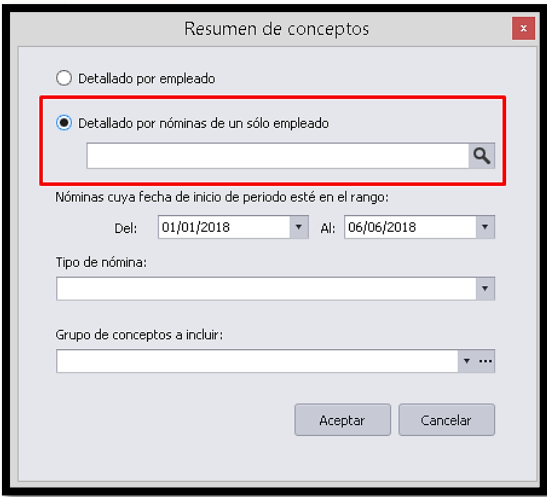 Resumen de conceptos
x
Detallado por empleado
Detallado por nóminas de un sólo empleado
Nóminas cuya fecha de inicio de periodo esté en el rango:
Del: 01/01/2018 Al: 06/06/2018
Tipo de nómina:
Grupo de conceptos a incluir:
...
Aceptar Cancelar